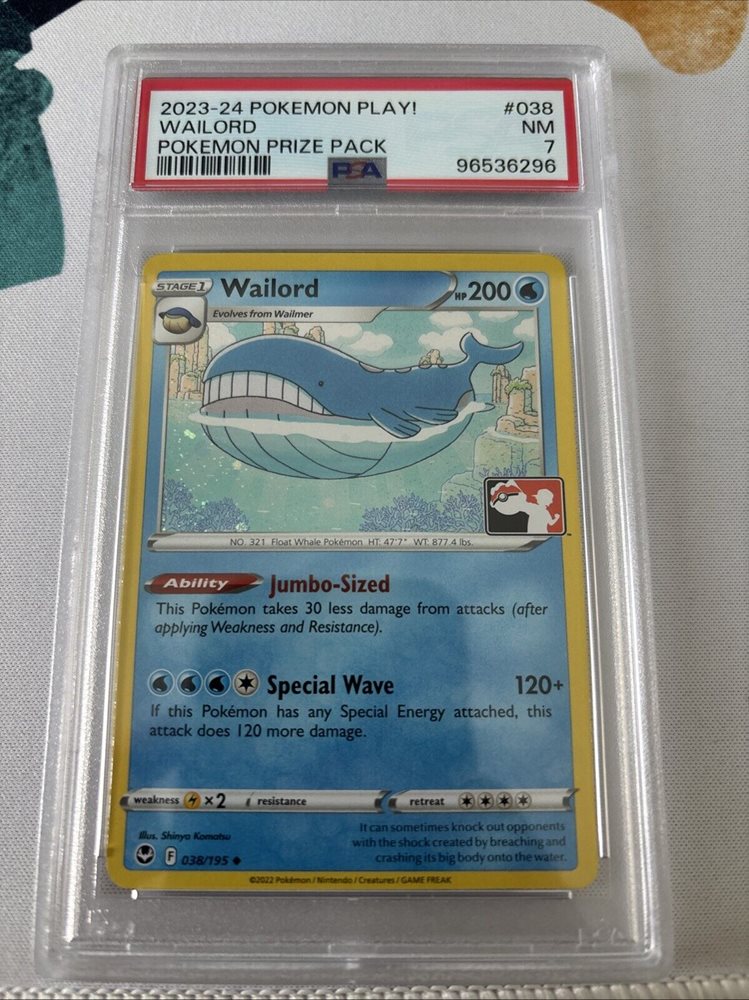 2023-24 POKEMON PLAY! #038
WAILORD NM
POKEMON PRIZE PACK 7
PSA 96536296
STAGE 1 Wailord HP 200
Evolves from Wailmer
NO. 321 Float Whale Pokémon HT: 47'7" WT: 877.4 lbs.
Ability Jumbo-Sized
This Pokémon takes 30 less damage from attacks (after
applying Weakness and Resistance).
Special Wave 120+
If this Pokémon has any Special Energy attached, this
attack does 120 more damage.
weakness ×2 resistance retreat
Illus. Shinya Komatsu
It can sometimes knock out opponents
with the shock created by breaching and
crashing its big body onto the water.
F 038/195
©2022 Pokémon / Nintendo / Creatures / GAME FREAK